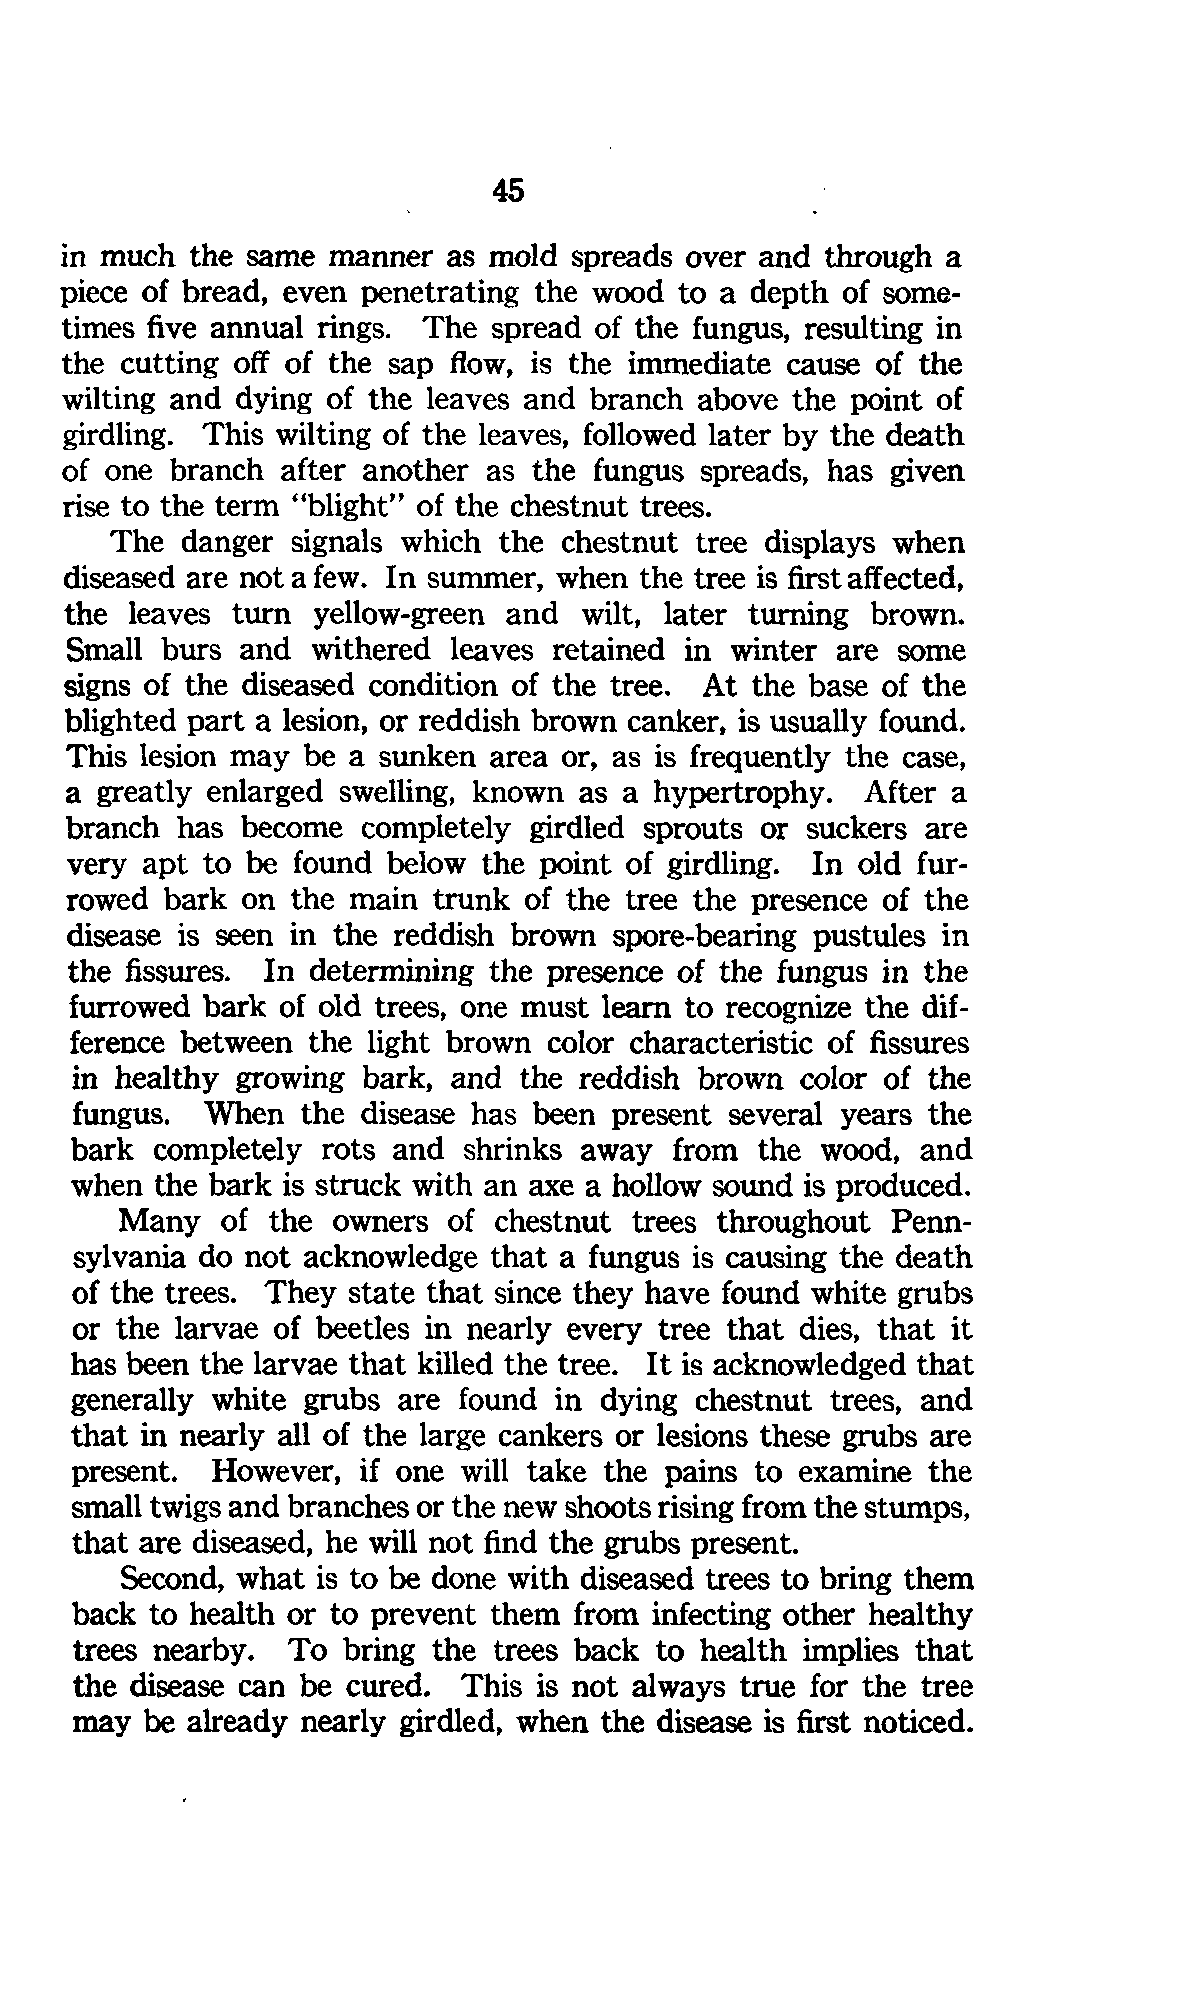 45
in much the same manner as mold spreads over and through a
piece of bread, even penetrating the wood to a depth of some-
times five annual rings. The spread of the fungus, resulting in
the cutting off of the sap flow, is the immediate cause of the
wilting and dying of the leaves and branch above the point of
girdling. This wilting of the leaves, followed later by the death
of one branch after another as the fungus spreads, has given
rise to the term "blight" of the chestnut trees.
The danger signals which the chestnut tree displays when
diseased are not a few. In summer, when the tree is first affected,
the leaves turn yellow-green and wilt, later turning brown.
Small burs and withered leaves retained in winter are some
signs of the diseased condition of the tree. At the base of the
blighted part a lesion, or reddish brown canker, is usually found.
This lesion may be a sunken area or, as is frequently the case,
a greatly enlarged swelling, known as a hypertrophy. After a
branch has become completely girdled sprouts or suckers are
very apt to be found below the point of girdling. In old fur-
rowed bark on the main trunk of the tree the presence of the
disease is seen in the reddish brown spore-bearing pustules in
the fissures. In determining the presence of the fungus in the
furrowed bark of old trees, one must learn to recognize the dif-
ference between the light brown color characteristic of fissures
in healthy growing bark, and the reddish brown color of the
fungus. When the disease has been present several years the
bark completely rots and shrinks away from the wood, and
when the bark is struck with an axe a hollow sound is produced.
Many of the owners of chestnut trees throughout Penn-
sylvania do not acknowledge that a fungus is causing the death
of the trees. They state that since they have found white grubs
or the larvae of beetles in nearly every tree that dies, that it
has been the larvae that killed the tree. It is acknowledged that
generally white grubs are found in dying chestnut trees, and
that in nearly all of the large cankers or lesions these grubs are
present. However, if one will take the pains to examine the
small twigs and branches or the new shoots rising from the stumps,
that are diseased, he will not find the grubs present.
Second, what is to be done with diseased trees to bring them
back to health or to prevent them from infecting other healthy
trees nearby. To bring the trees back to health implies that
the disease can be cured. This is not always true for the tree
may be already nearly girdled, when the disease is first noticed.